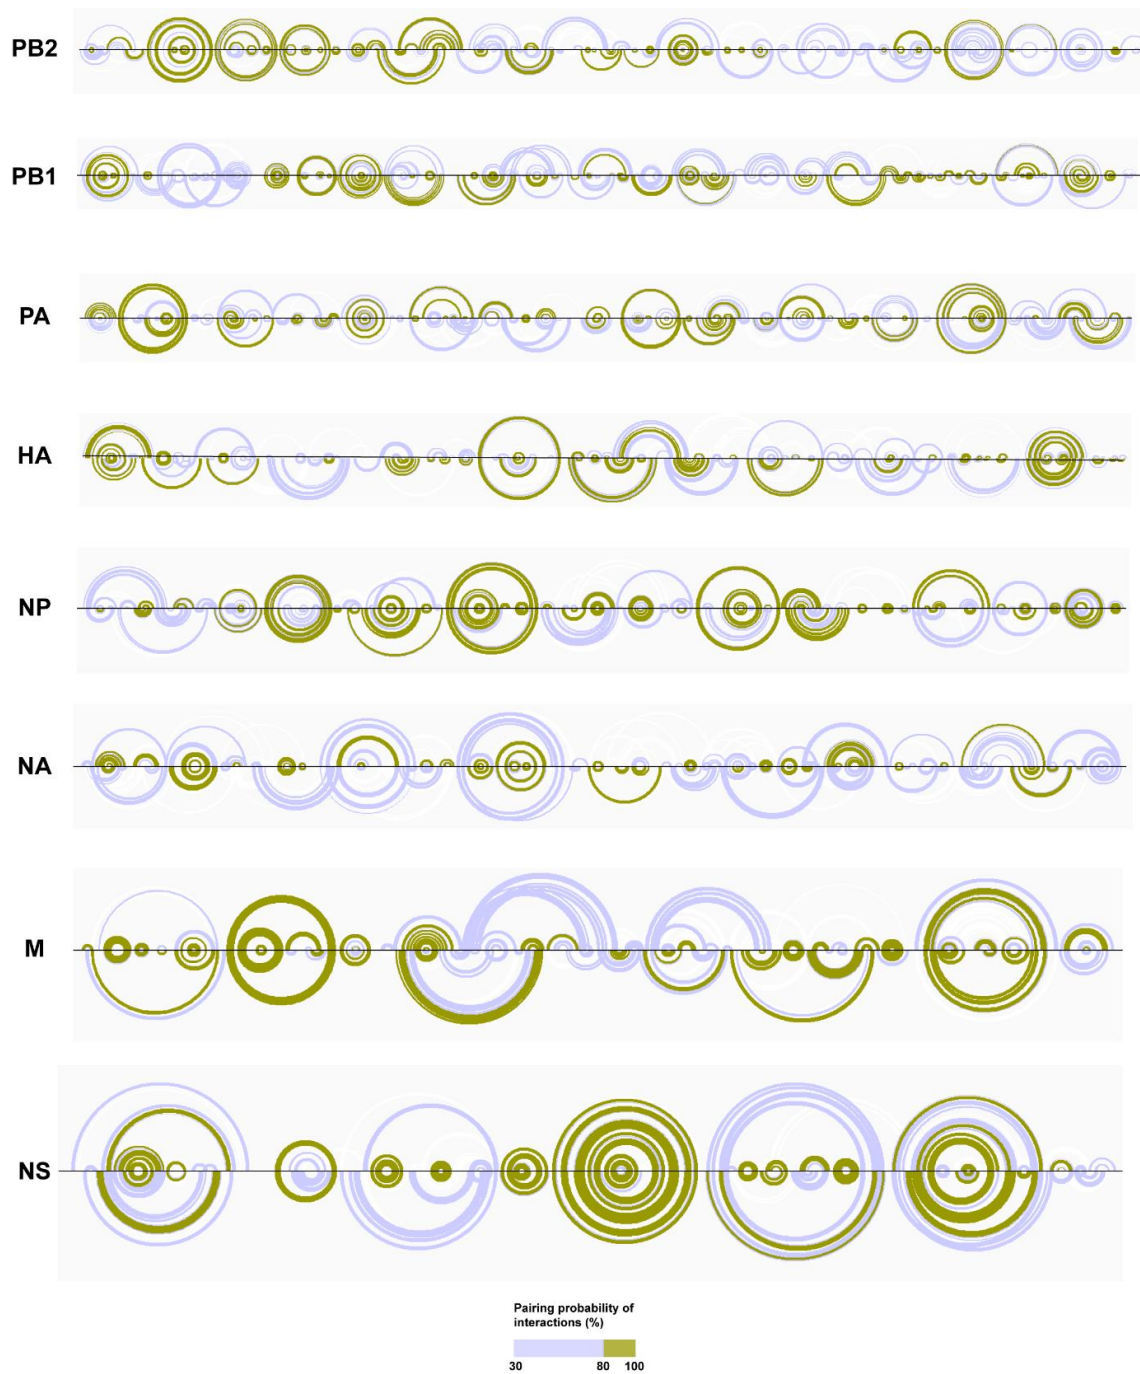 PB2
PB1
PA
HA
NP
NA
M
NS
Pairing probability of
interactions (%)
30 80 100